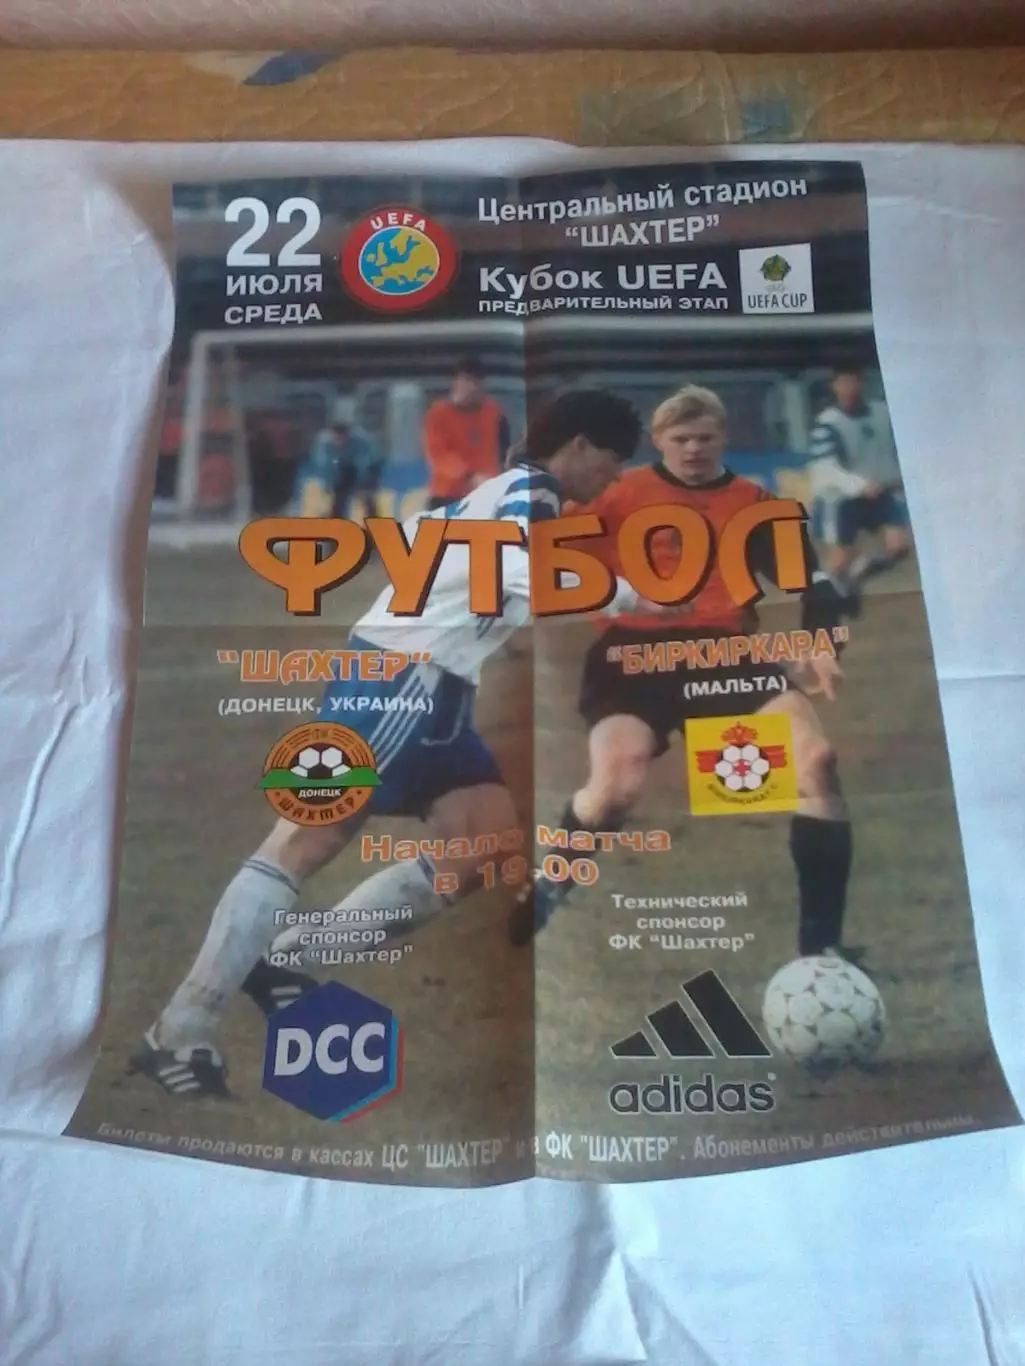 22
ИЮЛЯ
СРЕДА
UEFA
Центральный стадион
"ШАХТЕР"
Кубок UEFA
ПРЕДВАРИТЕЛЬНЫЙ ЭТАП
UEFA CUP
ФУТБОЛ
"ШАХТЕР"
(ДОНЕЦК, УКРАИНА)
"БИРКИРКАРА"
(МАЛЬТА)
ФК
ДОНЕЦК
ШАХТЕР
Начало матча
в 19.00
Генеральный
спонсор
ФК "Шахтер"
Технический
спонсор
ФК "Шахтер"
DCC
adidas
Билеты продаются в кассах ЦС "ШАХТЕР" и в ФК "ШАХТЕР". Абонементы действительны.